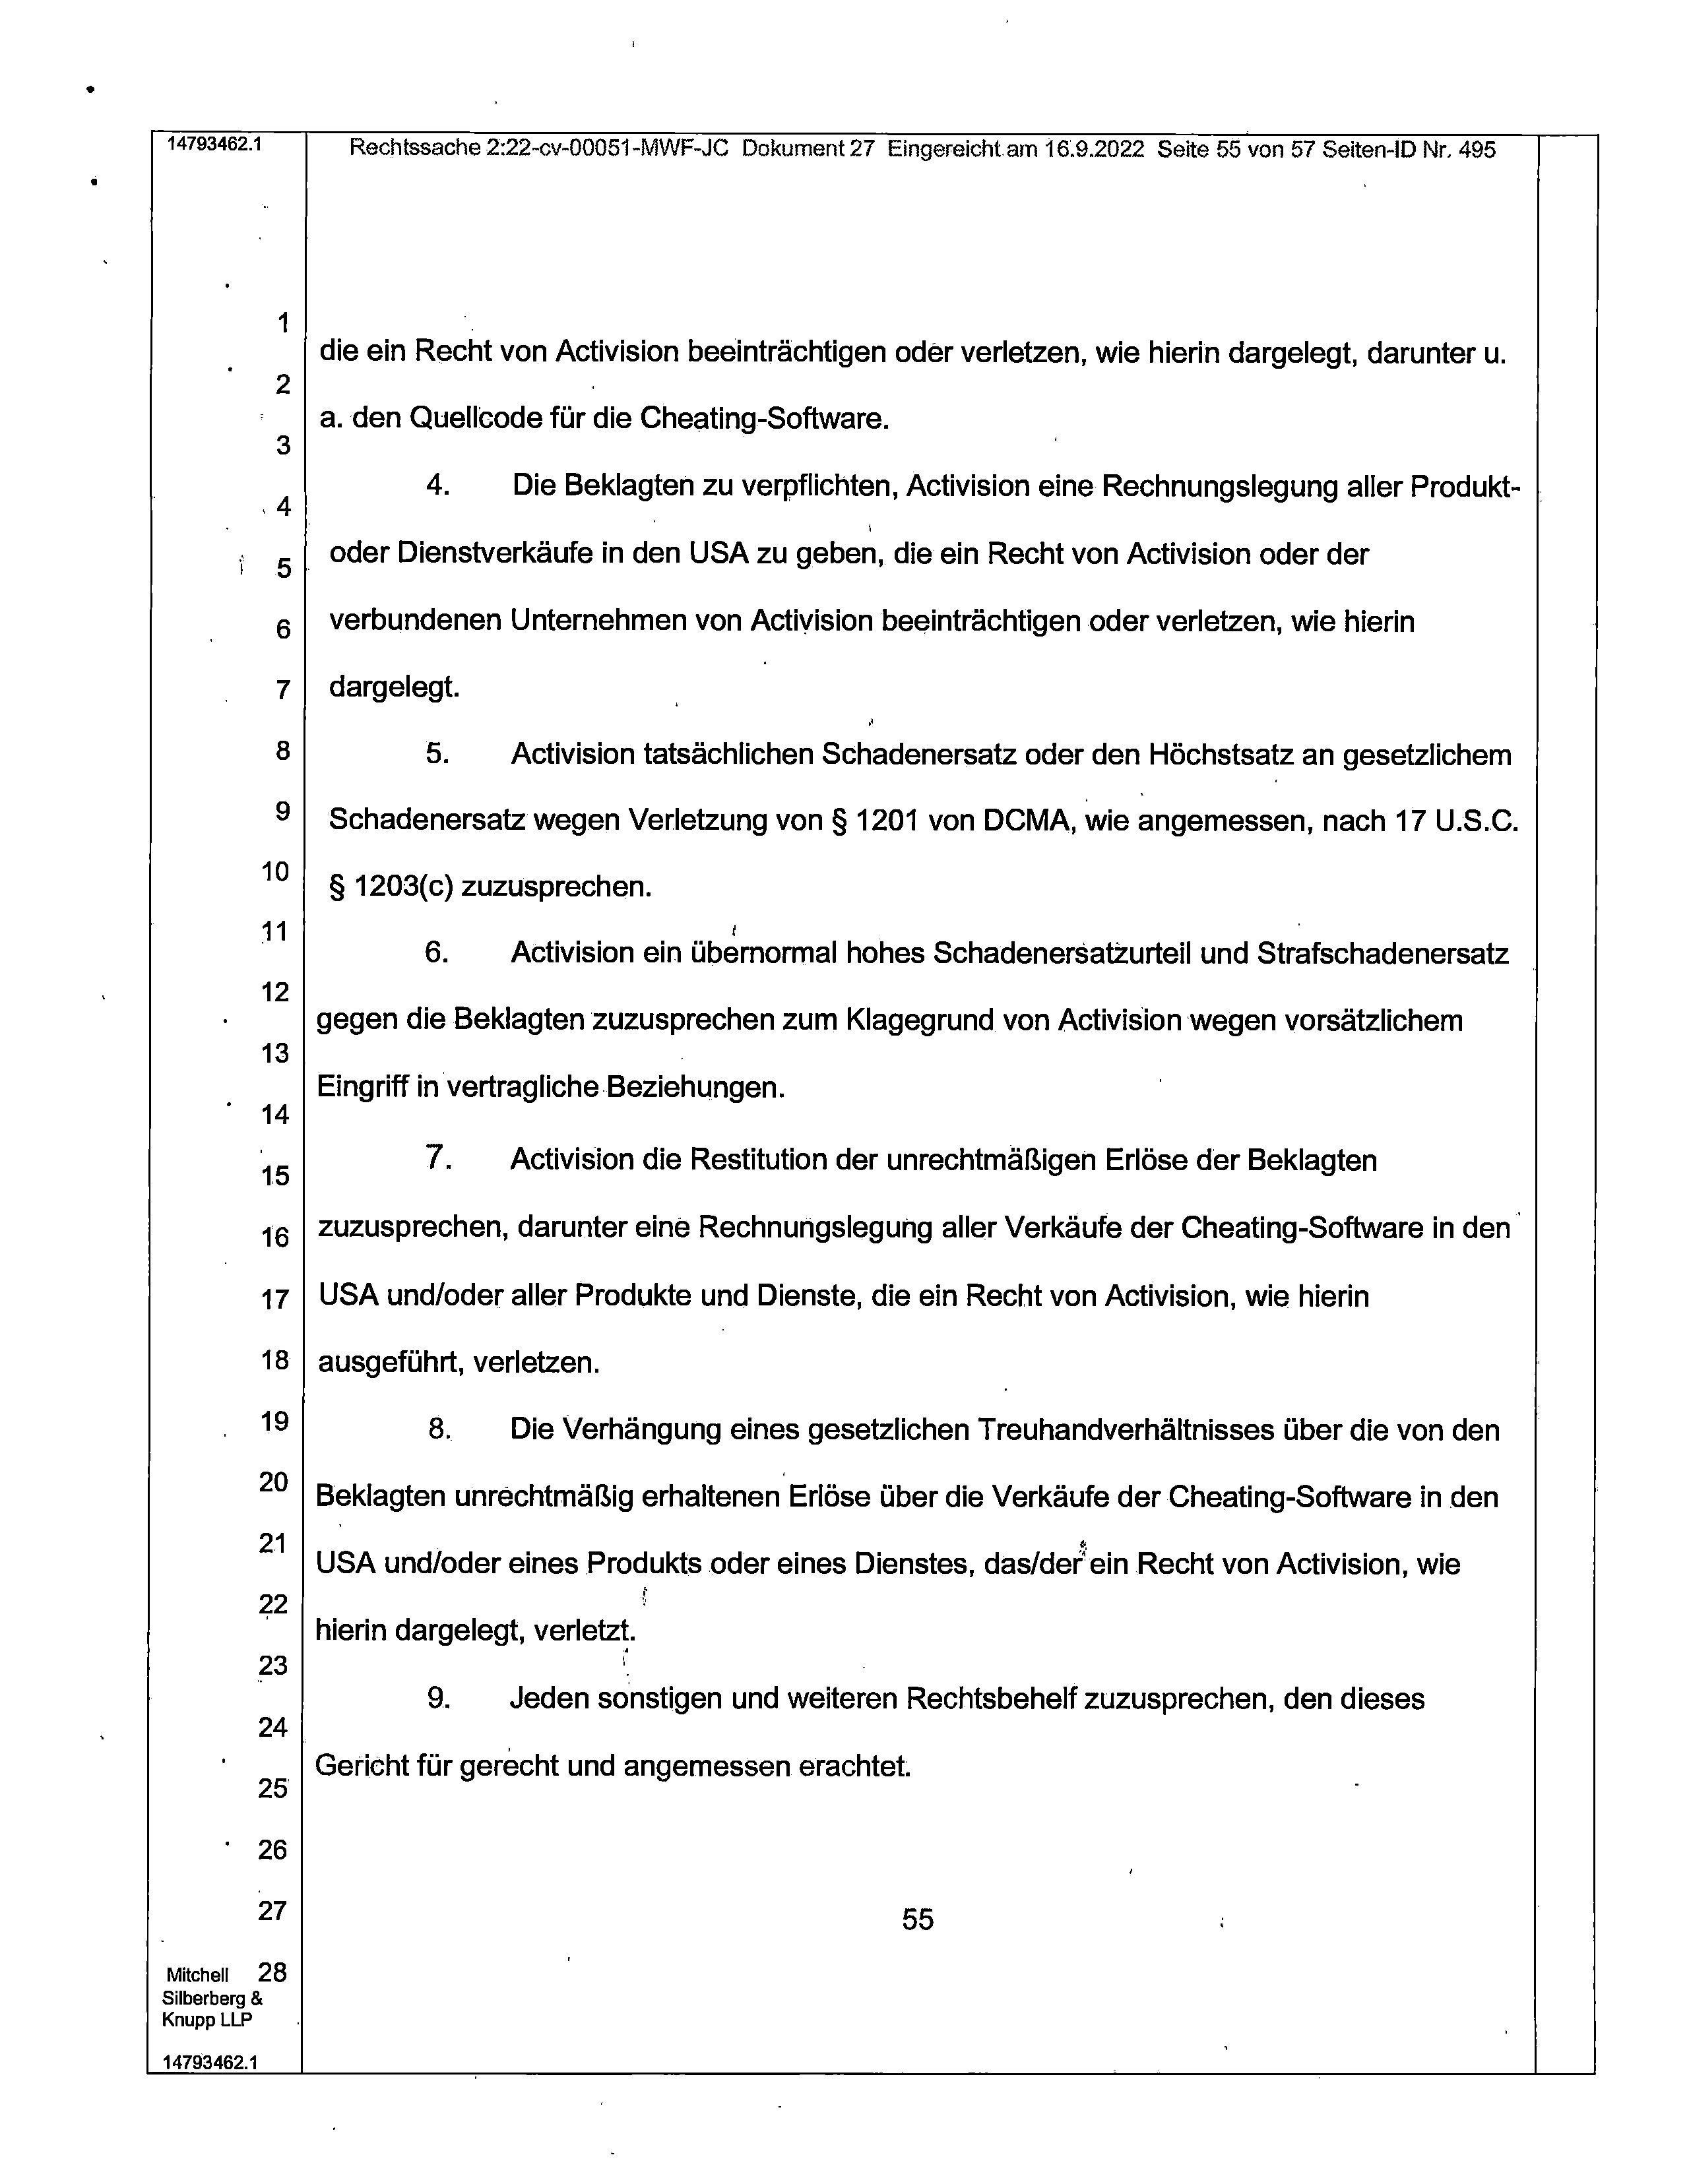 14793462.1
Rechtssache 2:22-cv-00051-MWF-JC Dokument 27 Eingereicht am 16.9.2022 Seite 55 von 57 Seiten-ID Nr. 495
1
die ein Recht von Activision beeinträchtigen oder verletzen, wie hierin dargelegt, darunter u.
2
a. den Quellcode für die Cheating-Software.
3
4. Die Beklagten zu verpflichten, Activision eine Rechnungslegung aller Produkt-
4
oder Dienstverkäufe in den USA zu geben, die ein Recht von Activision oder der
5
verbundenen Unternehmen von Activision beeinträchtigen oder verletzen, wie hierin
6
dargelegt.
7
5. Activision tatsächlichen Schadenersatz oder den Höchstsatz an gesetzlichem
8
Schadenersatz wegen Verletzung von § 1201 von DCMA, wie angemessen, nach 17 U.S.C.
9
§ 1203(c) zuzusprechen.
10
11
6. Activision ein übernormal hohes Schadenersatzurteil und Strafschadenersatz
12
gegen die Beklagten zuzusprechen zum Klagegrund von Activision wegen vorsätzlichem
13
Eingriff in vertragliche Beziehungen.
14
7. Activision die Restitution der unrechtmäßigen Erlöse der Beklagten
15
zuzusprechen, darunter eine Rechnungslegung aller Verkäufe der Cheating-Software in den
16
USA und/oder aller Produkte und Dienste, die ein Recht von Activision, wie hierin
17
ausgeführt, verletzen.
18
19
8. Die Verhängung eines gesetzlichen Treuhandverhältnisses über die von den
20
Beklagten unrechtmäßig erhaltenen Erlöse über die Verkäufe der Cheating-Software in den
21
USA und/oder eines Produkts oder eines Dienstes, das/der ein Recht von Activision, wie
22
hierin dargelegt, verletzt.
23
9. Jeden sonstigen und weiteren Rechtsbehelf zuzusprechen, den dieses
24
Gericht für gerecht und angemessen erachtet.
25
26
27
55
28
Mitchell
Silberberg &
Knupp LLP
14793462.1